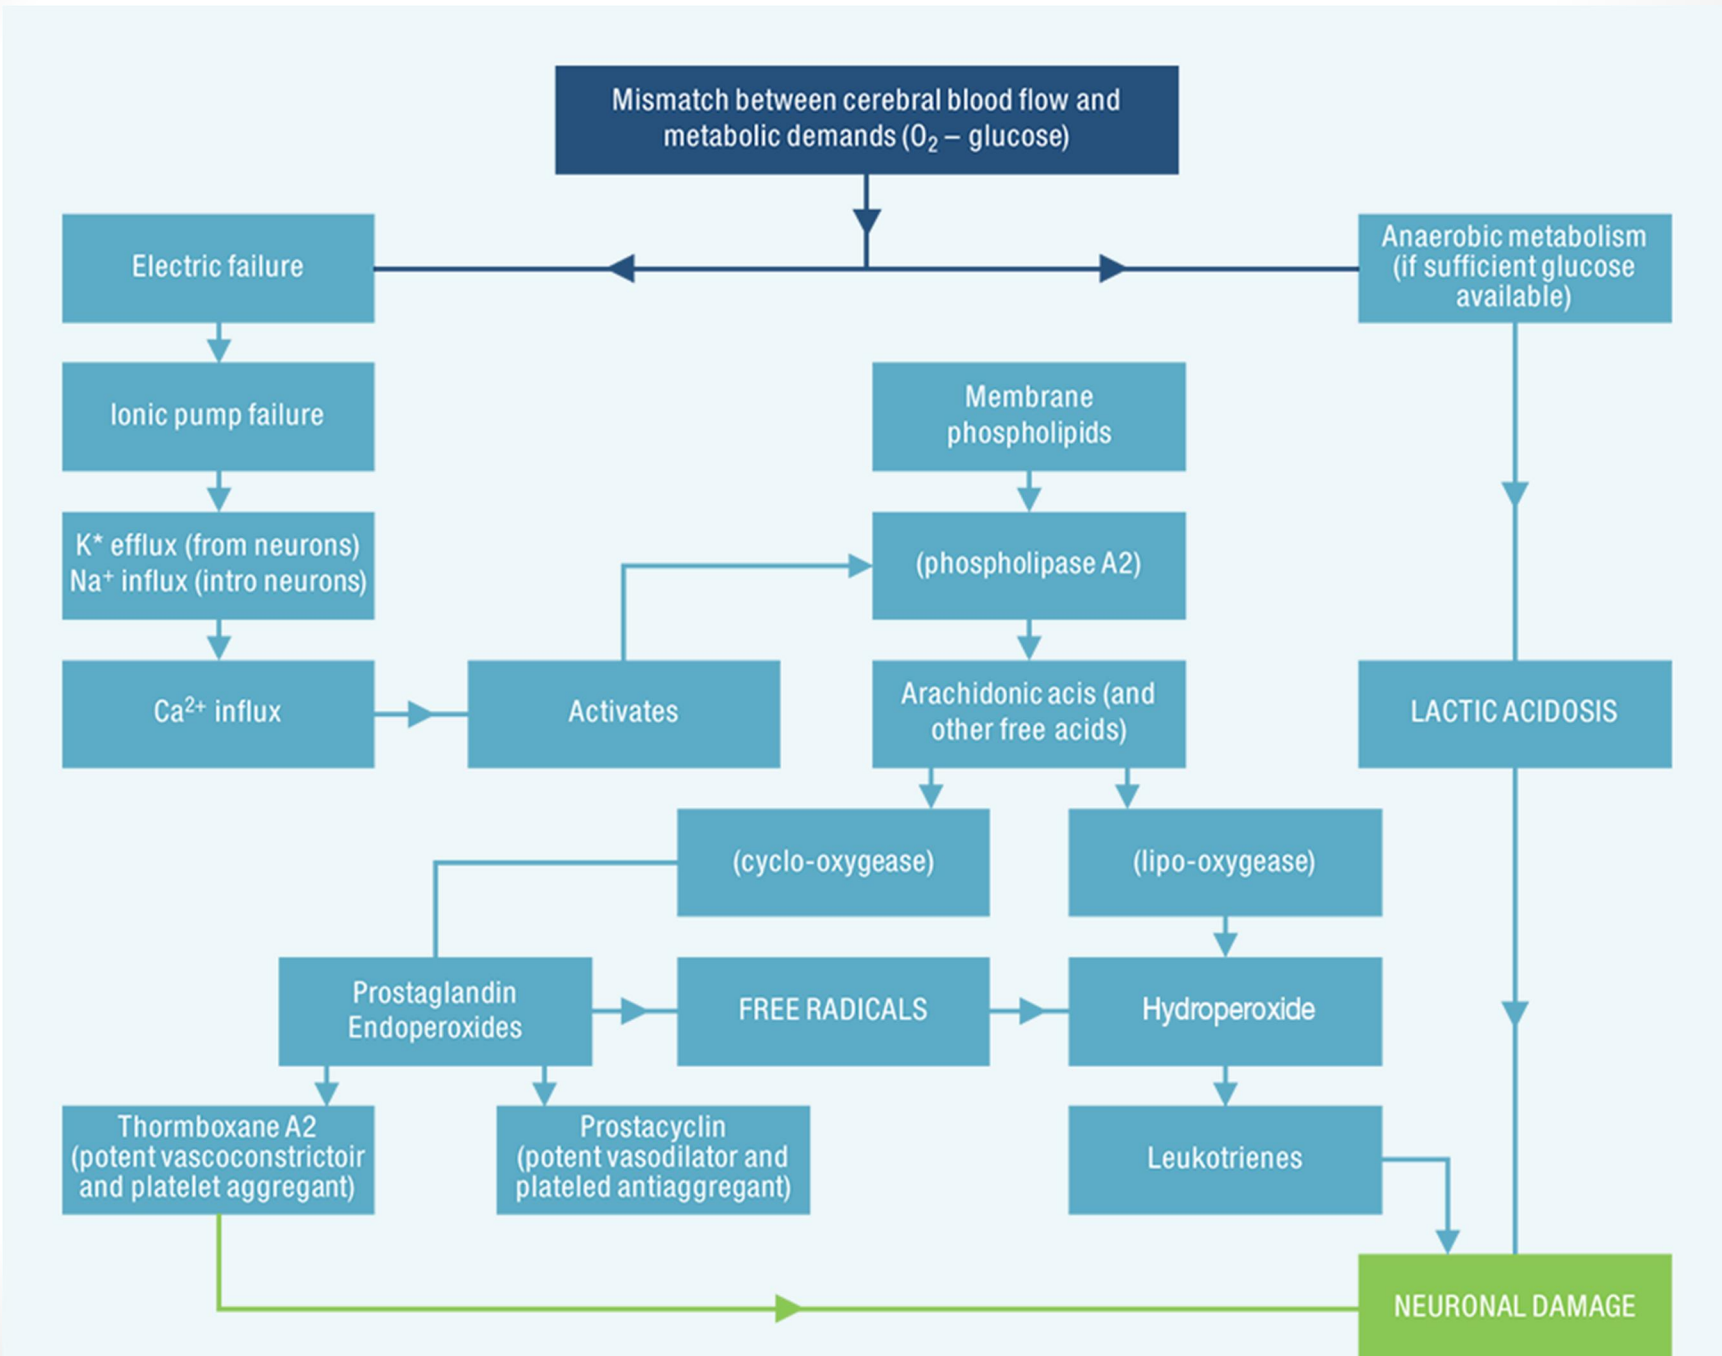 Mismatch between cerebral blood flow and
metabolic demands (O₂ – glucose)
Electric failure
Anaerobic metabolism
(if sufficient glucose
available)
Ionic pump failure
Membrane
phospholipids
K* efflux (from neurons)
Na⁺ influx (intro neurons)
(phospholipase A2)
Ca²⁺ influx
Activates
Arachidonic acis (and
other free acids)
LACTIC ACIDOSIS
(cyclo-oxygease)
(lipo-oxygease)
Prostaglandin
Endoperoxides
FREE RADICALS
Hydroperoxide
Thormboxane A2
(potent vascoconstrictoir
and platelet aggregant)
Prostacyclin
(potent vasodilator and
plateled antiaggregant)
Leukotrienes
NEURONAL DAMAGE